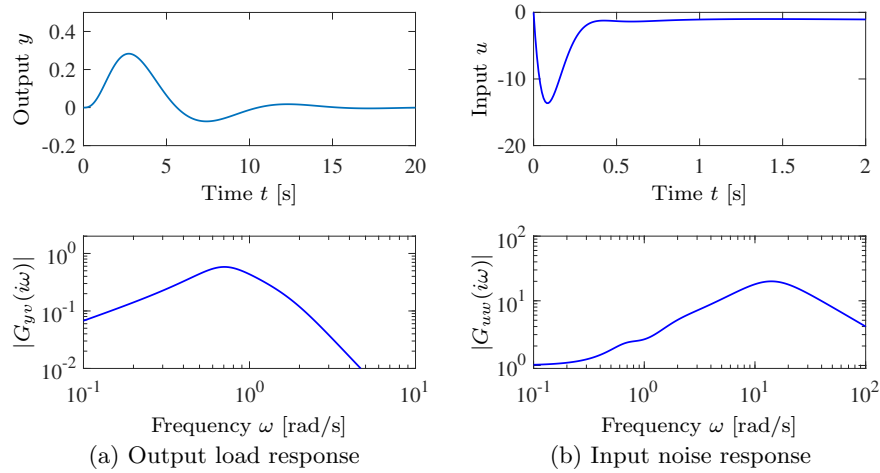 Output y
0.4
0.2
0
-0.2
0 5 10 15 20
Time t [s]
Input u
0
-10
-20
0 0.5 1 1.5 2
Time t [s]
|G_yv(iω)|
10^0
10^-1
10^-2
10^-1 10^0 10^1
Frequency ω [rad/s]
(a) Output load response
|G_uw(iω)|
10^2
10^1
10^0
10^-1 10^0 10^1 10^2
Frequency ω [rad/s]
(b) Input noise response